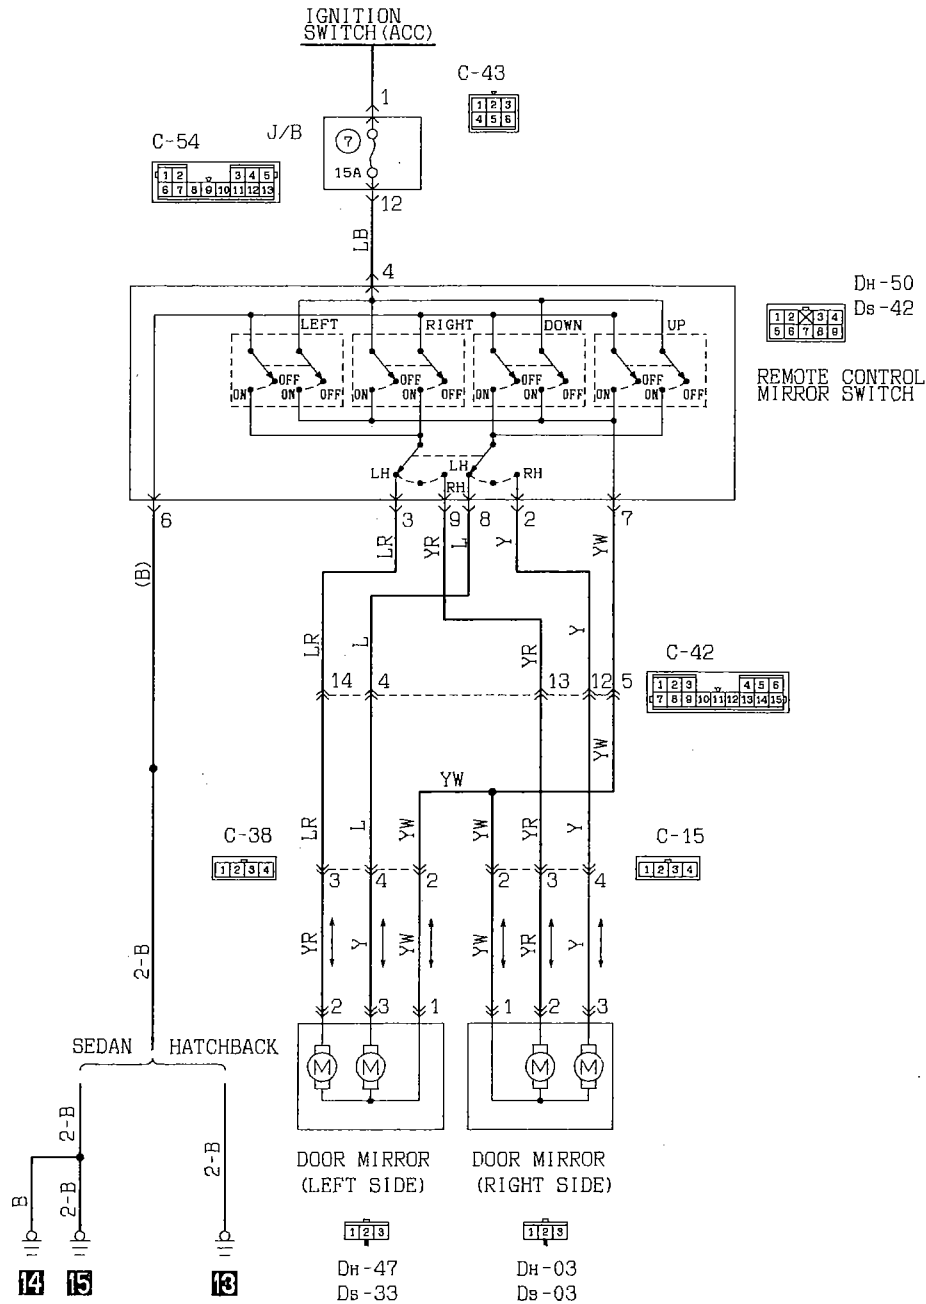 IGNITION
SWITCH(ACC)
C-43
1
1 2 3
4 5 6
J/B
7
15A
C-54
1 2 3 4 5
6 7 8 9 10 11 12 13
12
LB
4
DH-50
DS-42
1 2 3 4
5 6 7 8 9
REMOTE CONTROL
MIRROR SWITCH
LEFT RIGHT DOWN UP
OFF OFF OFF OFF
ON OFF ON OFF ON OFF ON OFF
LH LH RH
RH
6 3 9 8 2 7
(B) LR YR L Y YW
LR L YR Y
C-42
1 2 3 4 5 6
7 8 9 10 11 12 13 14 15
14 4 13 12 5
YW
YW
LR L YW YW YR Y
C-38
1 2 3 4
C-15
1 2 3 4
3 4 2 2 3 4
2-B
YR Y YW YW YR Y
2 3 1 1 2 3
SEDAN HATCHBACK
M M M M
2-B
2-B
B 2-B
DOOR MIRROR
(LEFT SIDE)
DOOR MIRROR
(RIGHT SIDE)
1 2 3
1 2 3
14 15 13
DH-47
DS-33
DH-03
DS-03